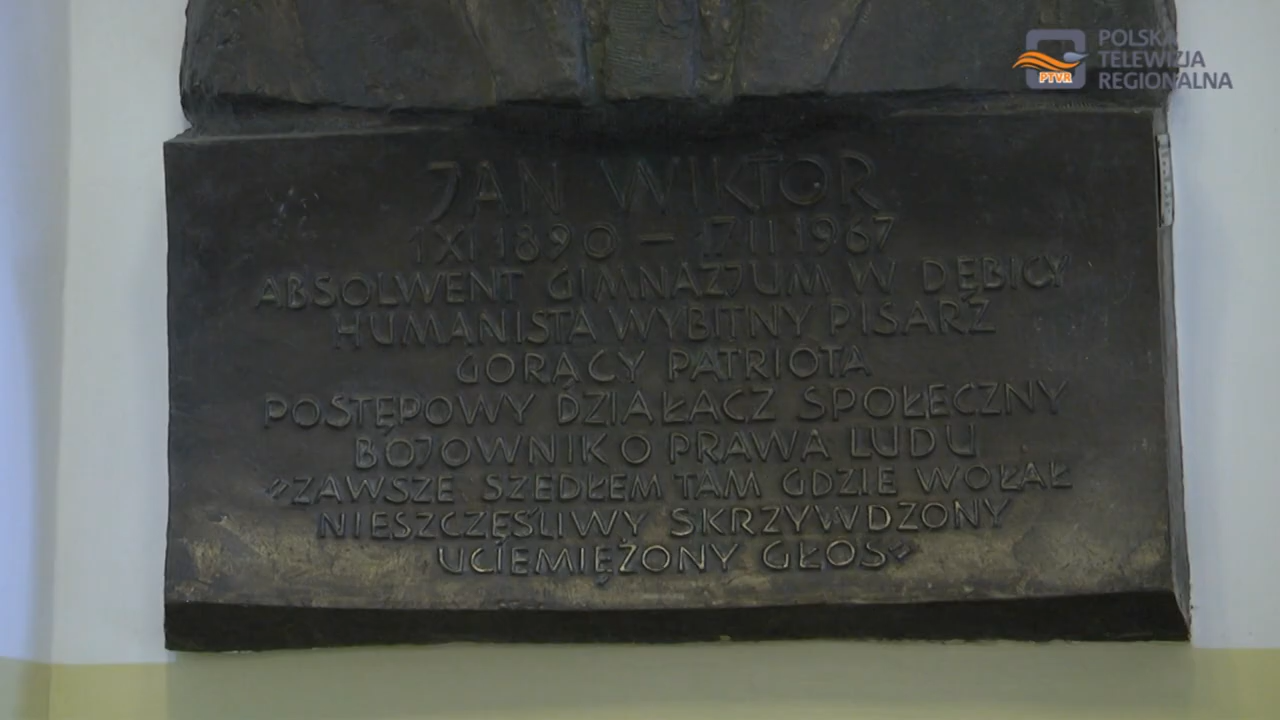 POLSKA
TELEWIZJA
REGIONALNA
PTVR
JAN WIKTOR
1 XI 1890 — 17 II 1967
ABSOLWENT GIMNAZJUM W DĘBICY
HUMANISTA WYBITNY PISARZ
GORĄCY PATRIOTA
POSTĘPOWY DZIAŁACZ SPOŁECZNY
BOJOWNIK O PRAWA LUDU
«ZAWSZE SZEDŁEM TAM GDZIE WOŁAŁ
NIESZCZĘŚLIWY SKRZYWDZONY
UCIEMIĘŻONY GŁOS»